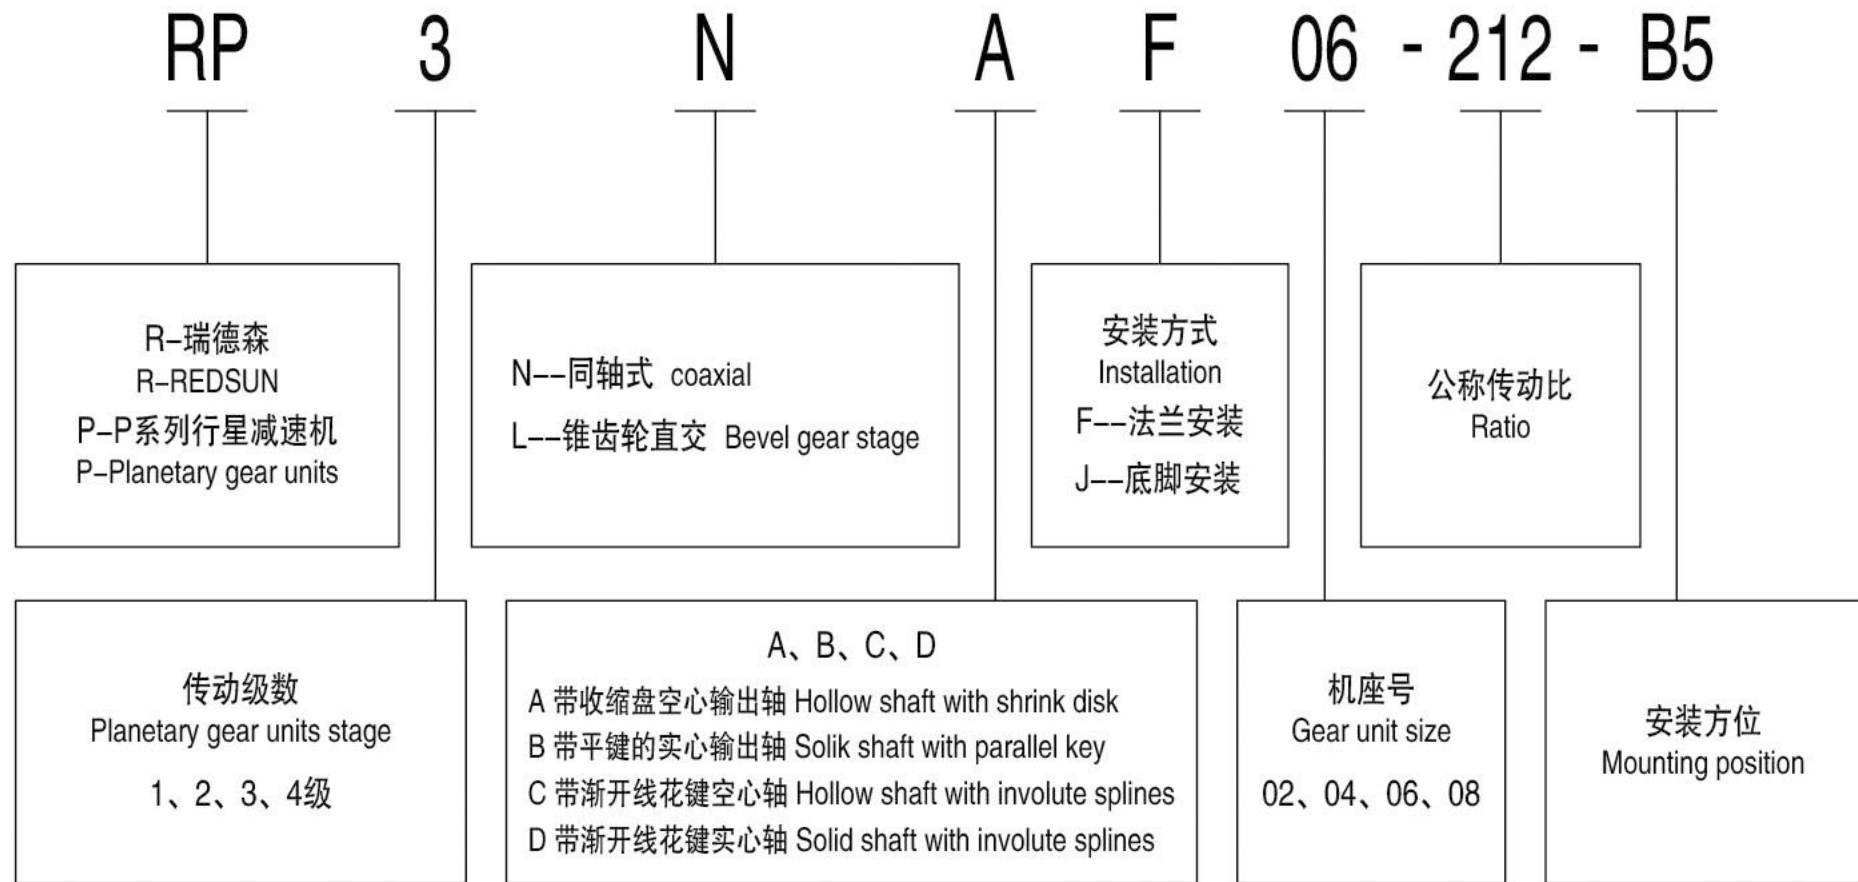 RP 3 N A F 06 - 212 - B5
R-瑞德森
R-REDSUN
P-P系列行星减速机
P-Planetary gear units
N--同轴式 coaxial
L--锥齿轮直交 Bevel gear stage
安装方式
Installation
F--法兰安装
J--底脚安装
公称传动比
Ratio
传动级数
Planetary gear units stage
1、2、3、4级
A、B、C、D
A 带收缩盘空心输出轴 Hollow shaft with shrink disk
B 带平键的实心输出轴 Solik shaft with parallel key
C 带渐开线花键空心轴 Hollow shaft with involute splines
D 带渐开线花键实心轴 Solid shaft with involute splines
机座号
Gear unit size
02、04、06、08
安装方位
Mounting position